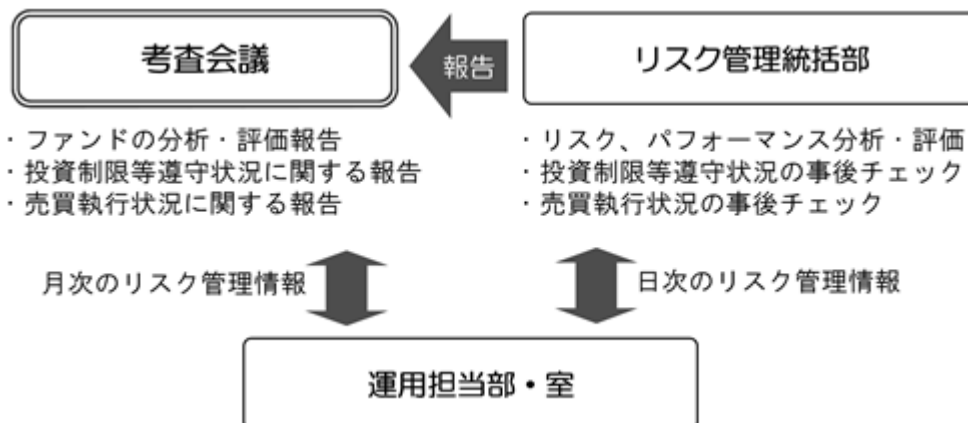 考査会議
報告
リスク管理統括部
・ファンドの分析・評価報告
・投資制限等遵守状況に関する報告
・売買執行状況に関する報告
・リスク、パフォーマンス分析・評価
・投資制限等遵守状況の事後チェック
・売買執行状況の事後チェック
月次のリスク管理情報
日次のリスク管理情報
運用担当部・室